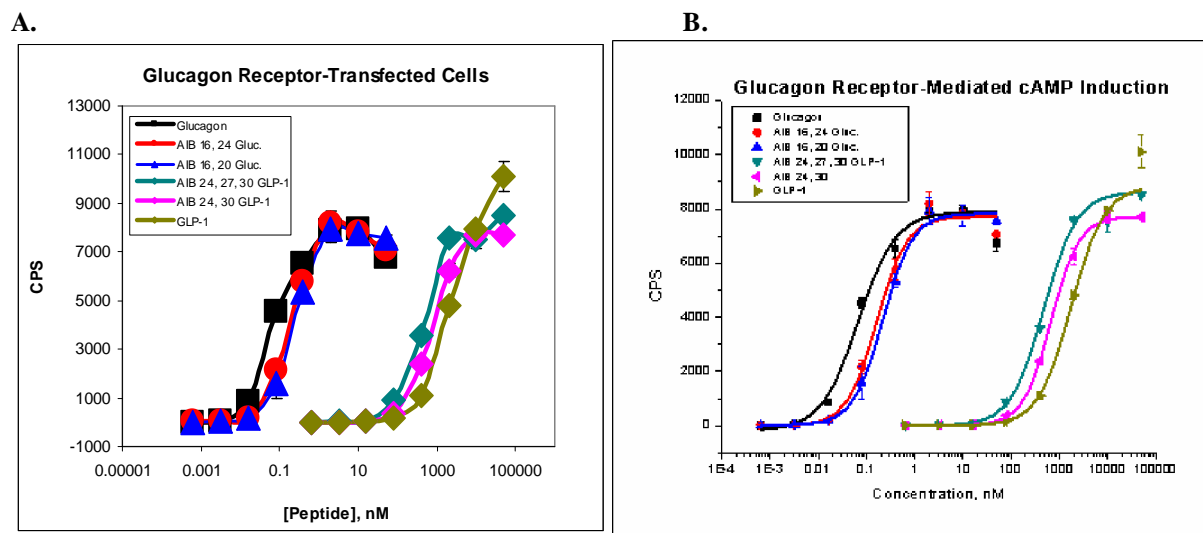 A.
Glucagon Receptor-Transfected Cells
13000
11000
9000
7000
5000
3000
1000
-1000
CPS
Glucagon
AIB 16, 24 Gluc.
AIB 16, 20 Gluc.
AIB 24, 27, 30 GLP-1
AIB 24, 30 GLP-1
GLP-1
0.00001 0.001 0.1 10 1000 100000
[Peptide], nM
B.
Glucagon Receptor-Mediated cAMP Induction
12000
10000
8000
6000
4000
2000
0
CPS
Glucagon
AIB 16, 24 Gluc.
AIB 16, 20 Gluc.
AIB 24, 27, 30 GLP-1
AIB 24, 30
GLP-1
1E-4 1E-3 0.01 0.1 1 10 100 1000 10000 100000
Concentration, nM